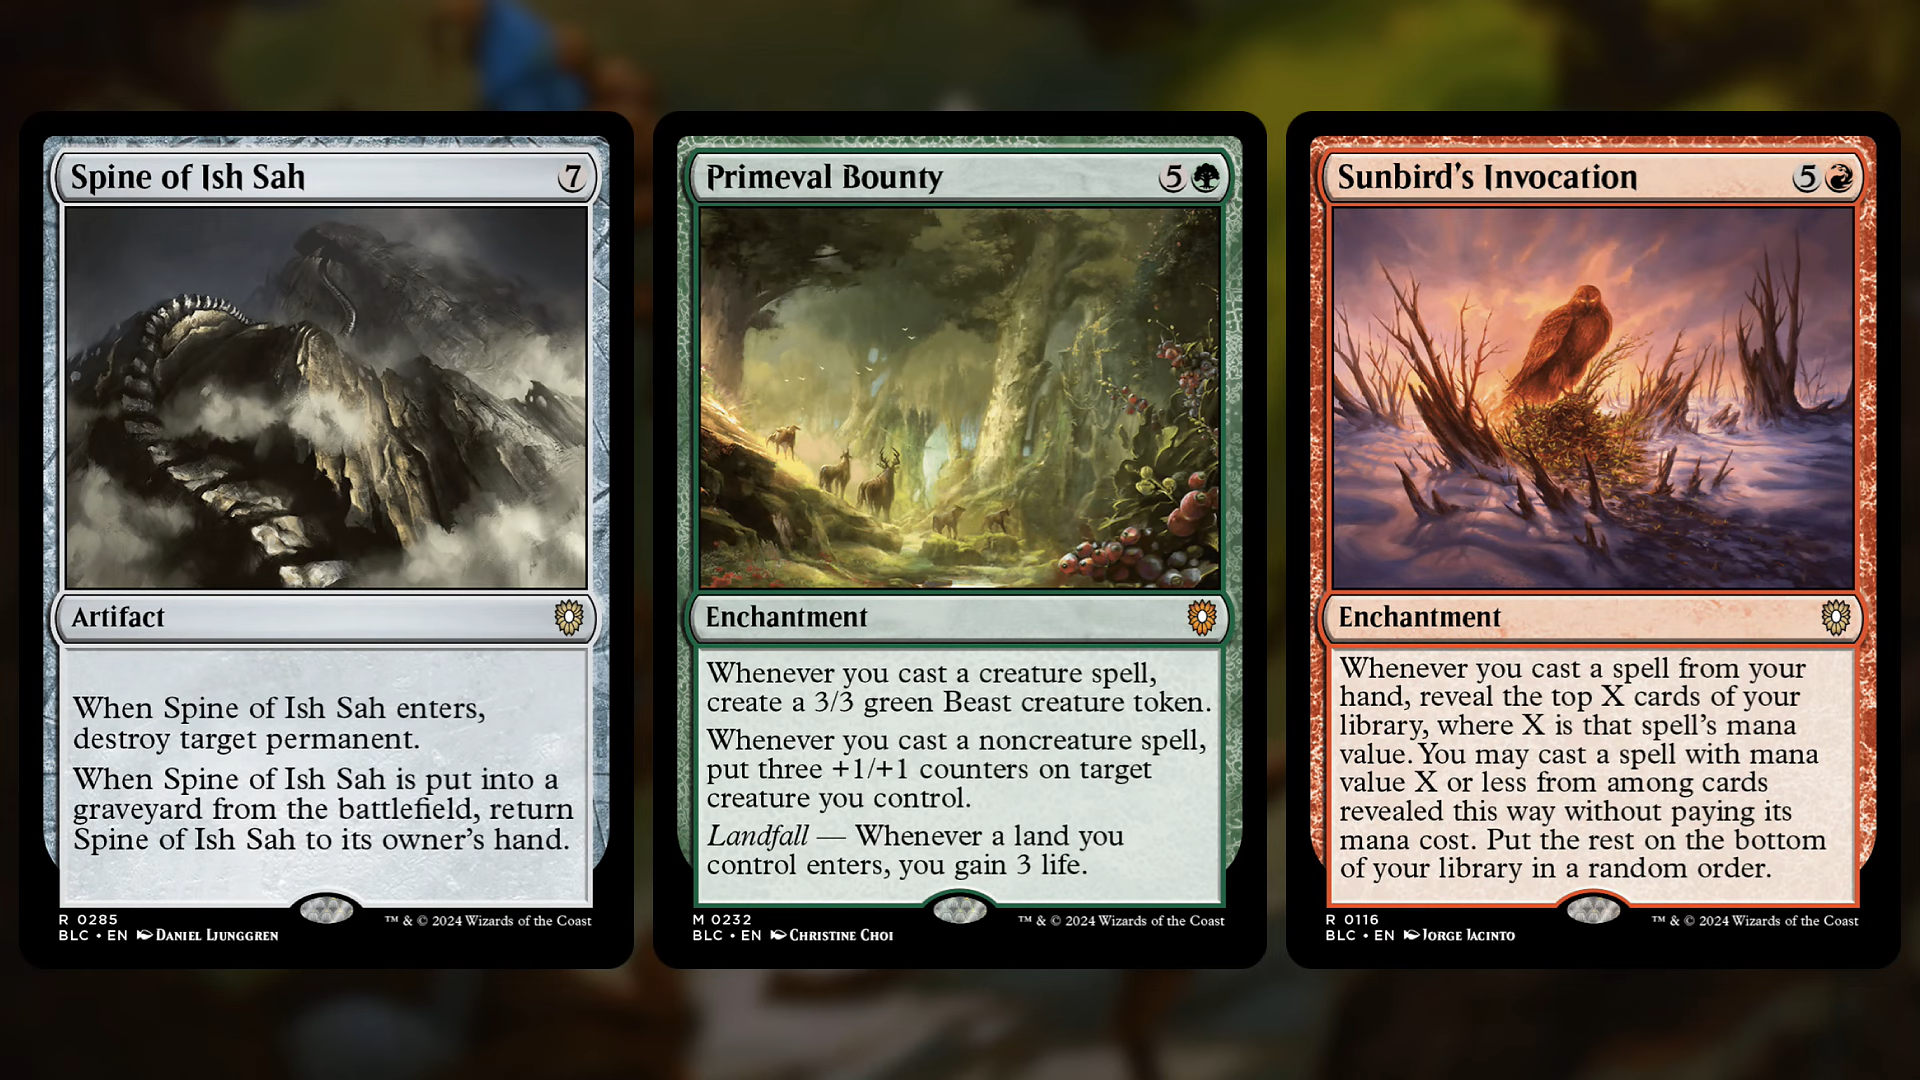 Spine of Ish Sah 7
Artifact
When Spine of Ish Sah enters,
destroy target permanent.
When Spine of Ish Sah is put into a
graveyard from the battlefield, return
Spine of Ish Sah to its owner's hand.
R 0285
BLC • EN Daniel Ljunggren
™ & © 2024 Wizards of the Coast
Primeval Bounty 5
Enchantment
Whenever you cast a creature spell,
create a 3/3 green Beast creature token.
Whenever you cast a noncreature spell,
put three +1/+1 counters on target
creature you control.
Landfall — Whenever a land you
control enters, you gain 3 life.
M 0232
BLC • EN Christine Choi
™ & © 2024 Wizards of the Coast
Sunbird's Invocation 5
Enchantment
Whenever you cast a spell from your
hand, reveal the top X cards of your
library, where X is that spell's mana
value. You may cast a spell with mana
value X or less from among cards
revealed this way without paying its
mana cost. Put the rest on the bottom
of your library in a random order.
R 0116
BLC • EN Jorge Jacinto
™ & © 2024 Wizards of the Coast